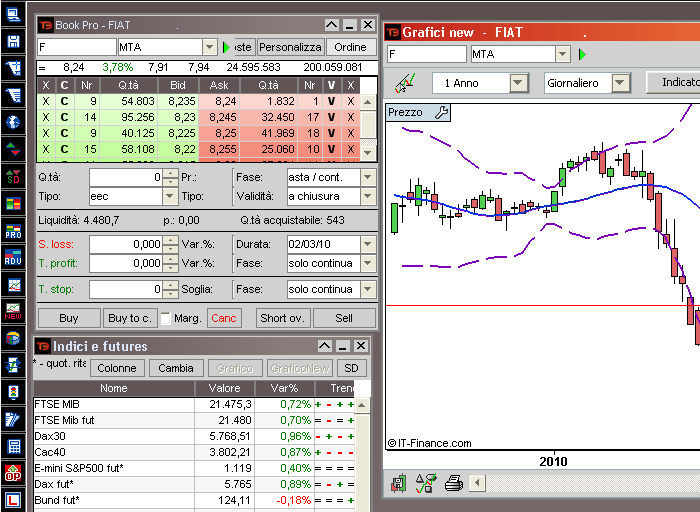 T3 Book Pro - FIAT
F MTA ste Personalizza Ordine
= 8,24 3,78% 7,91 7,94 24.595.583 200.059.081
X C Nr Q.tà Bid Ask Q.tà Nr V X
X C 9 54.803 8,235 8,24 1.832 1 V X
X C 14 95.256 8,23 8,245 32.450 17 V X
X C 9 40.125 8,225 8,25 41.969 18 V X
X C 15 58.108 8,22 8,255 25.060 10 V X
Q.tà: 0 Pr.: Fase: asta / cont.
Tipo: eec Tipo: Validità: a chiusura
Liquidità: 4.480,7 p.: 0,00 Q.tà acquistabile: 543
S. loss: 0,000 Var.%: Durata: 02/03/10
T. profit: 0,000 Var.%: Fase: solo continua
T. stop: 0 Soglia: Fase: solo continua
Buy Buy to c. Marg. Canc Short ov. Sell
T3 Indici e futures
* - quot. rita Colonne Cambia Grafico GraficoNew SD
Nome Valore Var% Tren
FTSE MIB 21.475,3 0,72% + - + +
FTSE Mib fut 21.480 0,70% = - + +
Dax30 5.768,51 0,96% - + - +
Cac40 3.802,21 0,87% + - - -
E-mini S&P500 fut* 1.119 0,40% = = = =
Dax fut* 5.765 0,89% = - + +
Bund fut* 124,11 -0,18% = = = +
T3 Grafici new - FIAT
F MTA
1 Anno Giornaliero Indicato
Prezzo
© IT-Finance.com
2010
SD
PRO
ADV
NEW
OP
L